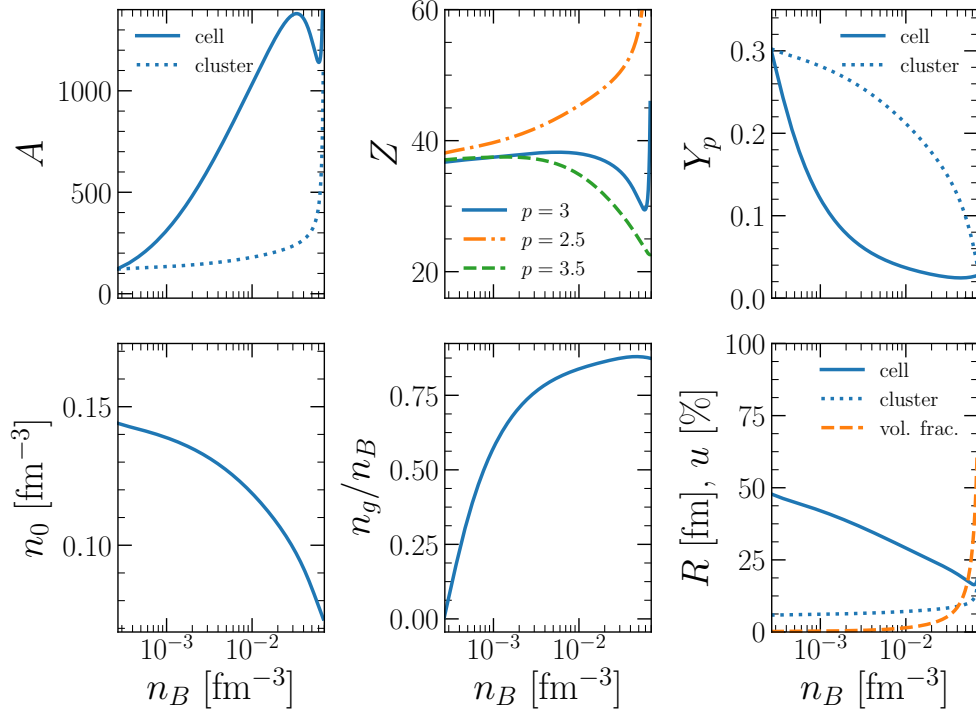 A
1000
500
0
cell
cluster
Z
60
40
20
p = 3
p = 2.5
p = 3.5
Y_p
0.3
0.2
0.1
0.0
cell
cluster
n_0 [fm^{-3}]
0.15
0.10
10^{-3} 10^{-2}
n_B [fm^{-3}]
n_g/n_B
0.75
0.50
0.25
0.00
10^{-3} 10^{-2}
n_B [fm^{-3}]
R [fm], u [%]
100
75
50
25
0
cell
cluster
vol. frac.
10^{-3} 10^{-2}
n_B [fm^{-3}]